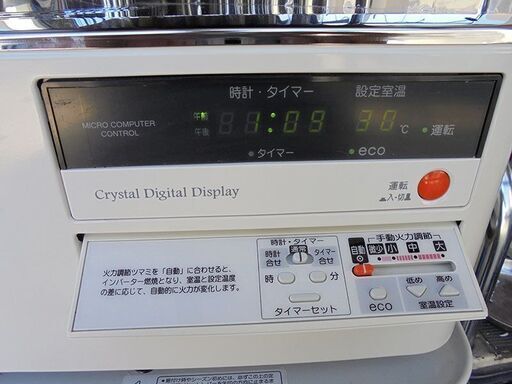 時計・タイマー 設定室温
MICRO COMPUTER
CONTROL
午前
午後
1:09 30 ℃ 運転
タイマー eco
Crystal Digital Display
運転
入・切
時計・タイマー
時計合せ 通常 タイマー合せ
時 分
タイマーセット
手動火力調節
自動 微少 小 中 大
eco
低め 高め
室温設定
火力調節ツマミを「自動」に合わせると、
インバーター燃焼となり、室温と設定温度
の差に応じて、自動的に火力が変化します。